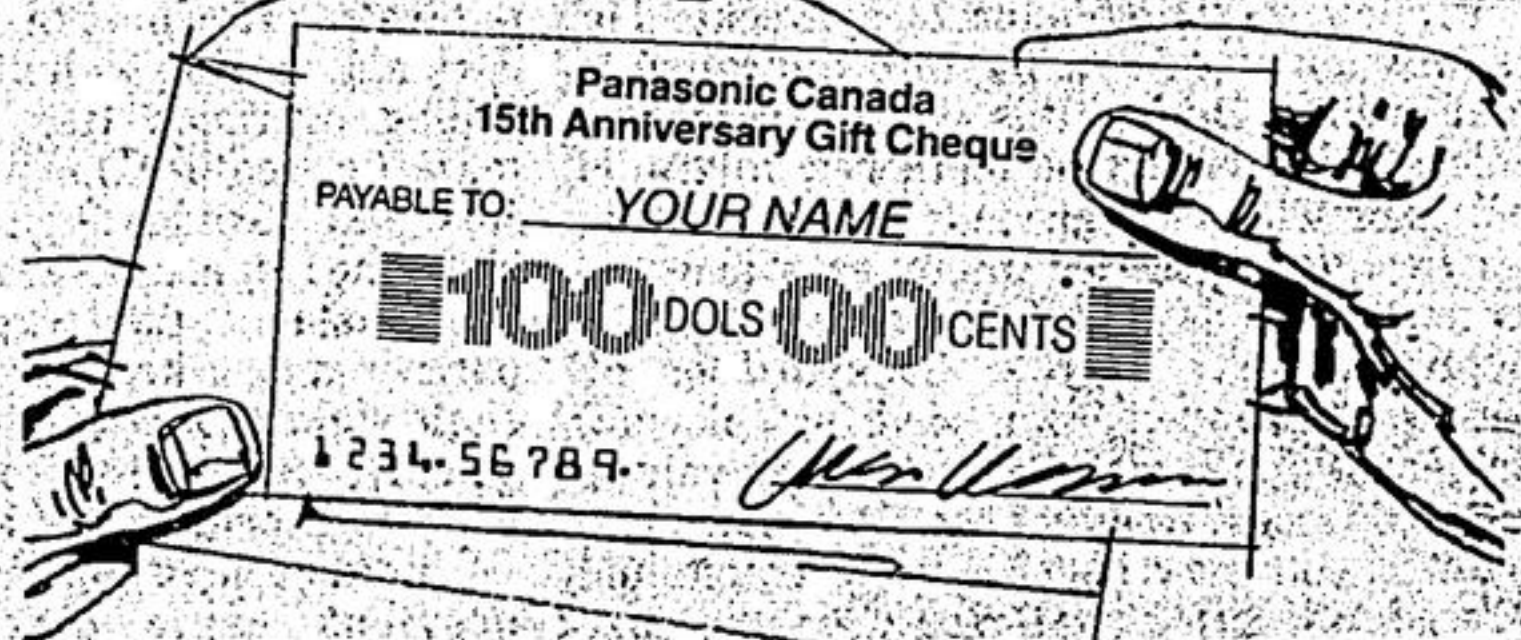 Panasonic Canada
15th Anniversary Gift Cheque
PAYABLE TO: YOUR NAME
100 DOLS 00 CENTS
1234 56789